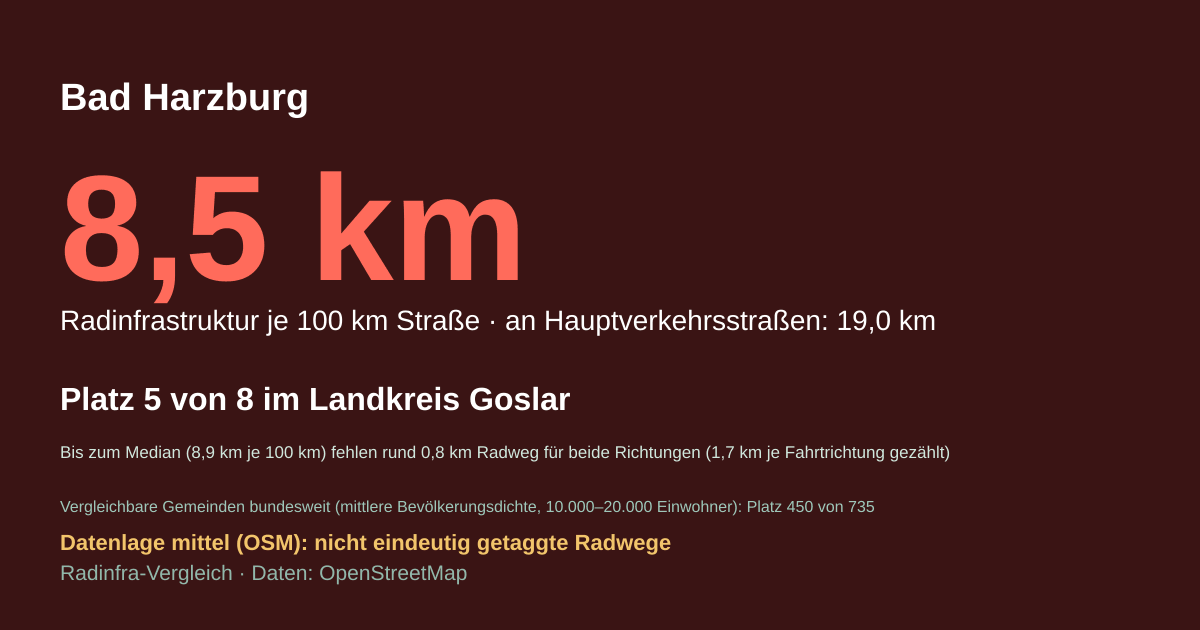 Bad Harzburg
8,5 km
Radinfrastruktur je 100 km Straße · an Hauptverkehrsstraßen: 19,0 km
Platz 5 von 8 im Landkreis Goslar
Bis zum Median (8,9 km je 100 km) fehlen rund 0,8 km Radweg für beide Richtungen (1,7 km je Fahrtrichtung gezählt)
Vergleichbare Gemeinden bundesweit (mittlere Bevölkerungsdichte, 10.000–20.000 Einwohner): Platz 450 von 735
Datenlage mittel (OSM): nicht eindeutig getaggte Radwege
Radinfra-Vergleich · Daten: OpenStreetMap